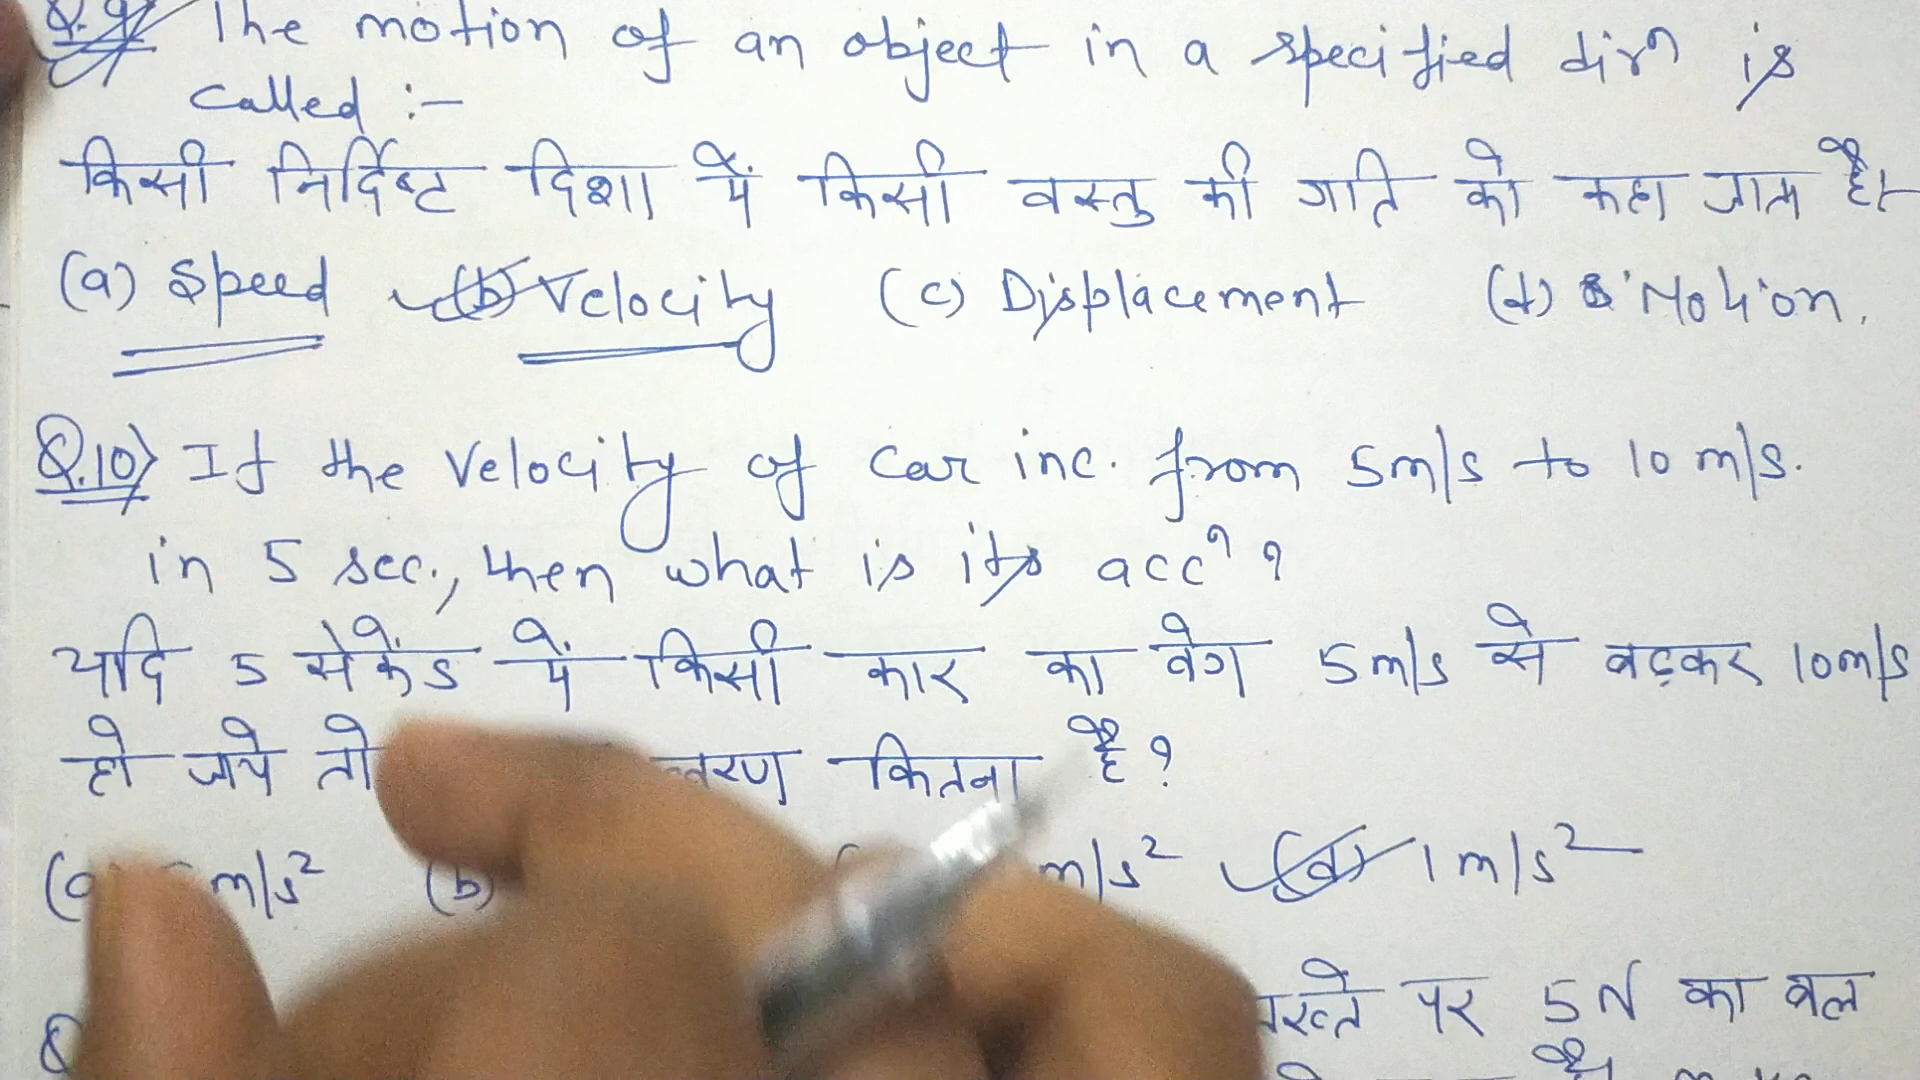 Q.9 The motion of an object in a specified dirⁿ is
called :-
किसी निर्दिष्ट दिशा में किसी वस्तु की गति को कहा जाता है।
(a) Speed (b) Velocity (c) Displacement (d) Motion.
Q.10) If the velocity of car inc. from 5m/s to 10 m/s.
in 5 sec., then what is its accⁿ ?
यदि 5 सेकेंड में किसी कार का वेग 5m/s से बढ़कर 10m/s
हो जाये तो कितना है ?
(a) m/s² (b) m/s² (d) 1 m/s²
पर 5N का बल